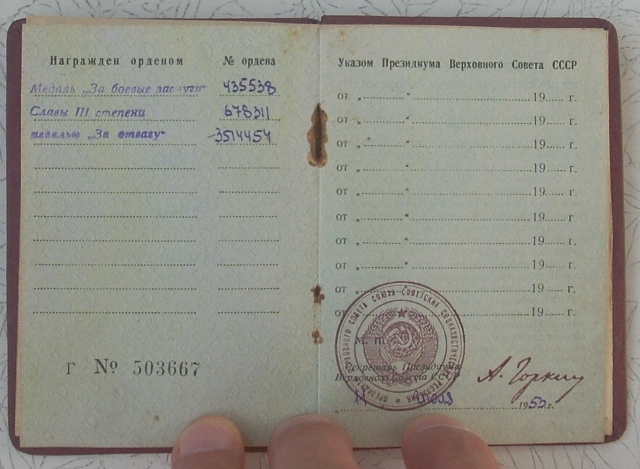 Награжден орденом № ордена
Медаль „За боевые заслуги“ 435538
Славы III степени 678311
медалью „За отвагу“ 3514454
Г № 503667
Указом Президиума Верховного Совета СССР
от „ “ 19 г.
от „ “ 19 г.
от „ “ 19 г.
от „ “ 19 г.
от „ “ 19 г.
от „ “ 19 г.
от „ “ 19 г.
от „ “ 19 г.
от „ “ 19 г.
от „ “ 19 г.
М. п.
Секретарь Президиума
Верховного Совета СССР А. Горкин
195 г.